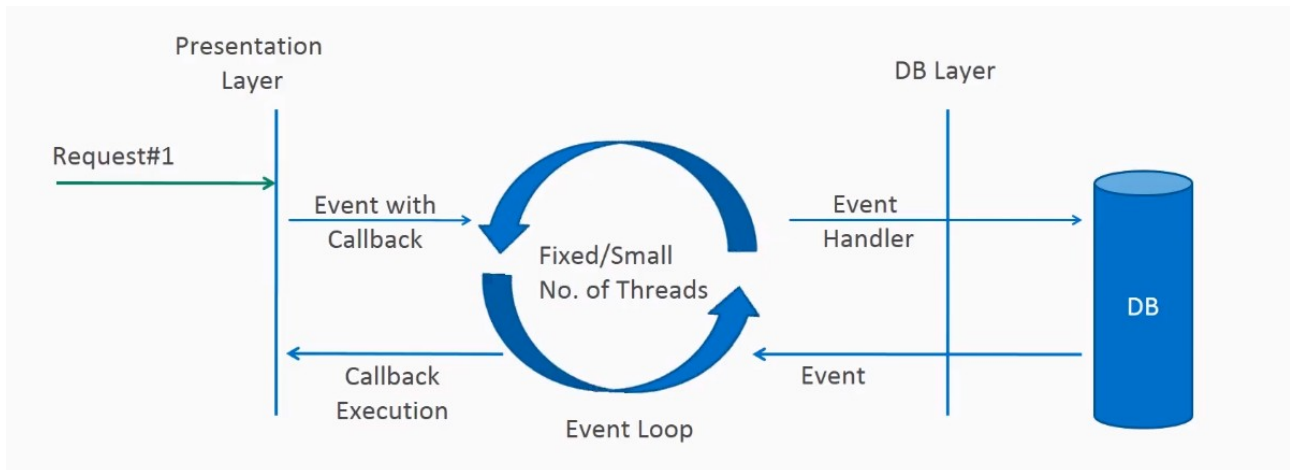 Presentation
Layer
DB Layer
Request#1
Event with
Callback
Event
Handler
Fixed/Small
No. of Threads
DB
Callback
Execution
Event
Event Loop